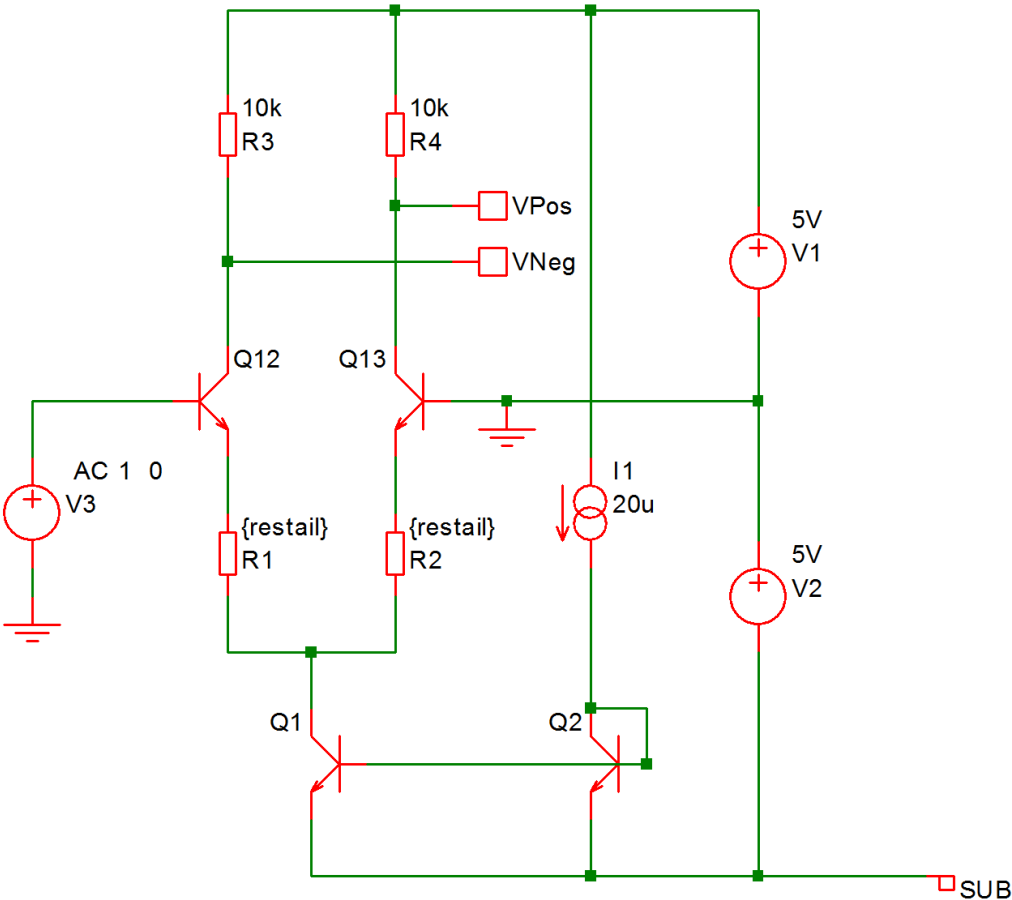 10k
R3
10k
R4
VPos
VNeg
5V
V1
Q12
Q13
AC 1 0
V3
I1
20u
{restail}
R1
{restail}
R2
5V
V2
Q1
Q2
SUB